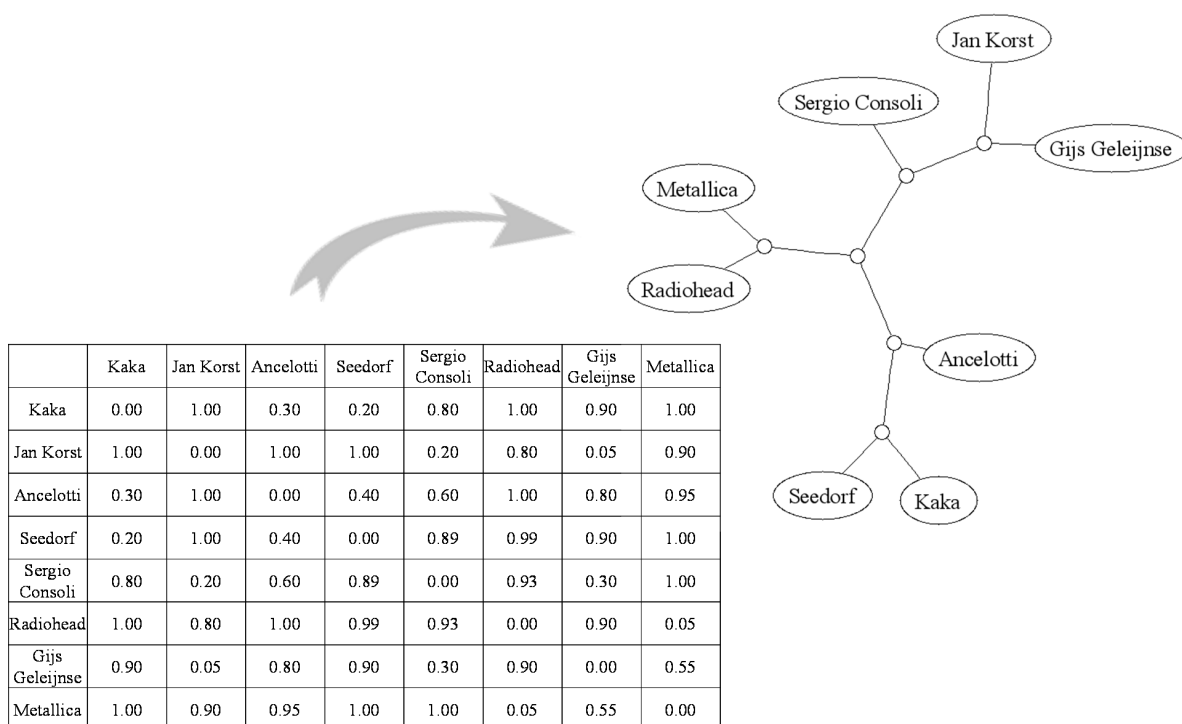 Jan Korst
Sergio Consoli
Gijs Geleijnse
Metallica
Radiohead
Ancelotti
Seedorf
Kaka
Kaka Jan Korst Ancelotti Seedorf Sergio Consoli Radiohead Gijs Geleijnse Metallica
Kaka 0.00 1.00 0.30 0.20 0.80 1.00 0.90 1.00
Jan Korst 1.00 0.00 1.00 1.00 0.20 0.80 0.05 0.90
Ancelotti 0.30 1.00 0.00 0.40 0.60 1.00 0.80 0.95
Seedorf 0.20 1.00 0.40 0.00 0.89 0.99 0.90 1.00
Sergio Consoli 0.80 0.20 0.60 0.89 0.00 0.93 0.30 1.00
Radiohead 1.00 0.80 1.00 0.99 0.93 0.00 0.90 0.05
Gijs Geleijnse 0.90 0.05 0.80 0.90 0.30 0.90 0.00 0.55
Metallica 1.00 0.90 0.95 1.00 1.00 0.05 0.55 0.00